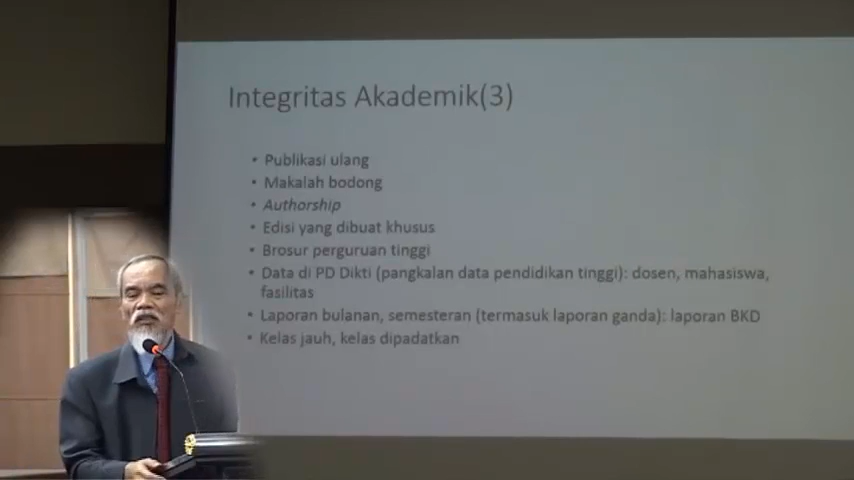 Integritas Akademik(3)
• Publikasi ulang
• Makalah bodong
• Authorship
• Edisi yang dibuat khusus
• Brosur perguruan tinggi
• Data di PD Dikti (pangkalan data pendidikan tinggi): dosen, mahasiswa,
fasilitas
• Laporan bulanan, semesteran (termasuk laporan ganda): laporan BKD
• Kelas jauh, kelas dipadatkan